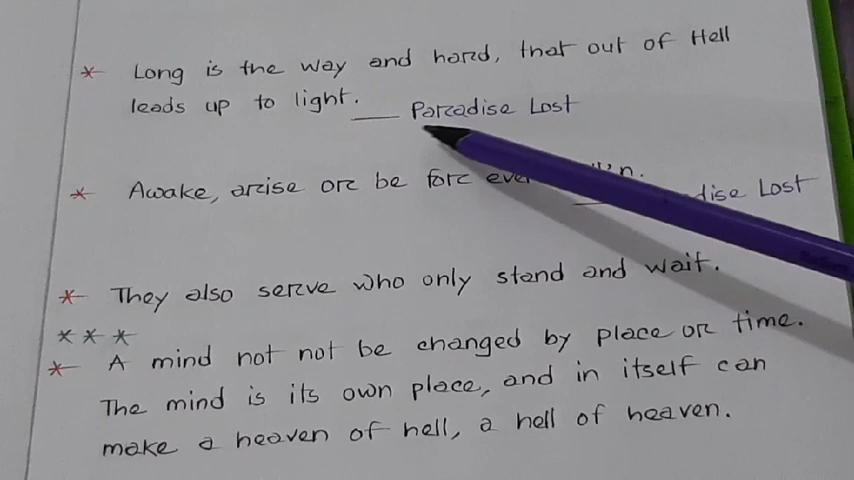 * Long is the way and hard, that out of Hell
leads up to light. __ Paradise Lost
* Awake, arise or be for ever
Lost
* They also serve who only stand and wait.
***
* A mind not not be changed by place or time.
The mind is its own place, and in itself can
make a heaven of hell, a hell of heaven.